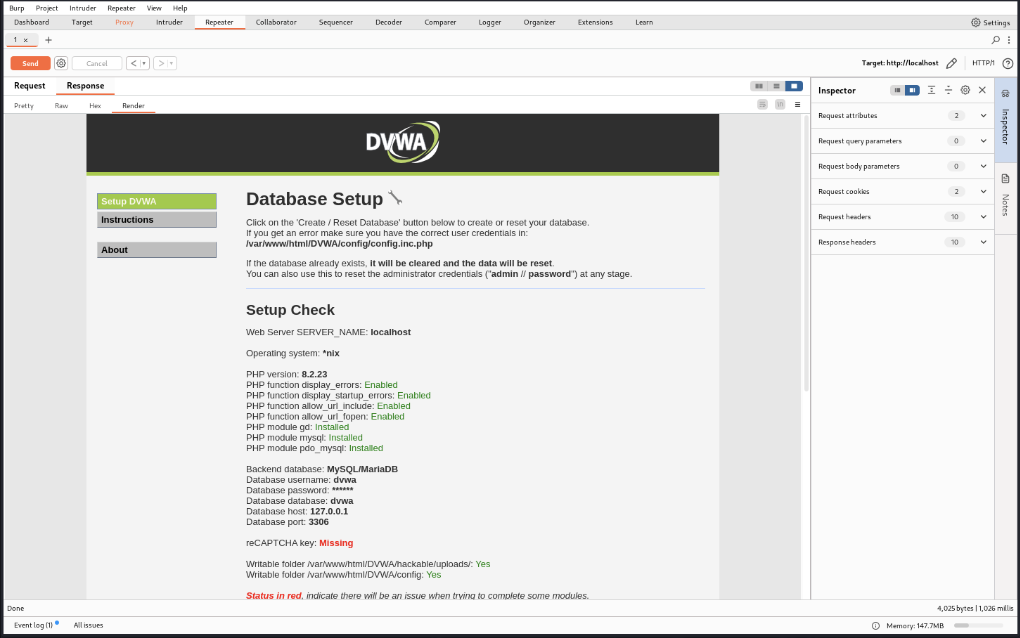 Burp Project Intruder Repeater View Help
Dashboard Target Proxy Intruder Repeater Collaborator Sequencer Decoder Comparer Logger Organizer Extensions Learn Settings
1 × +
Send Cancel < > Target: http://localhost HTTP/1
Request Response
Pretty Raw Hex Render
DVWA
Setup DVWA
Instructions
About
Database Setup
Click on the 'Create / Reset Database' button below to create or reset your database.
If you get an error make sure you have the correct user credentials in:
/var/www/html/DVWA/config/config.inc.php
If the database already exists, it will be cleared and the data will be reset.
You can also use this to reset the administrator credentials ("admin // password") at any stage.
Setup Check
Web Server SERVER_NAME: localhost
Operating system: *nix
PHP version: 8.2.23
PHP function display_errors: Enabled
PHP function display_startup_errors: Enabled
PHP function allow_url_include: Enabled
PHP function allow_url_fopen: Enabled
PHP module gd: Installed
PHP module mysql: Installed
PHP module pdo_mysql: Installed
Backend database: MySQL/MariaDB
Database username: dvwa
Database password: ******
Database database: dvwa
Database host: 127.0.0.1
Database port: 3306
reCAPTCHA key: Missing
Writable folder /var/www/html/DVWA/hackable/uploads/: Yes
Writable folder /var/www/html/DVWA/config: Yes
Status in red, indicate there will be an issue when trying to complete some modules.
Inspector
Request attributes 2
Request query parameters 0
Request body parameters 0
Request cookies 2
Request headers 10
Response headers 10
Inspector
Notes
Done 4,025 bytes | 1,026 millis
Event log (1) All issues Memory: 147.7MB